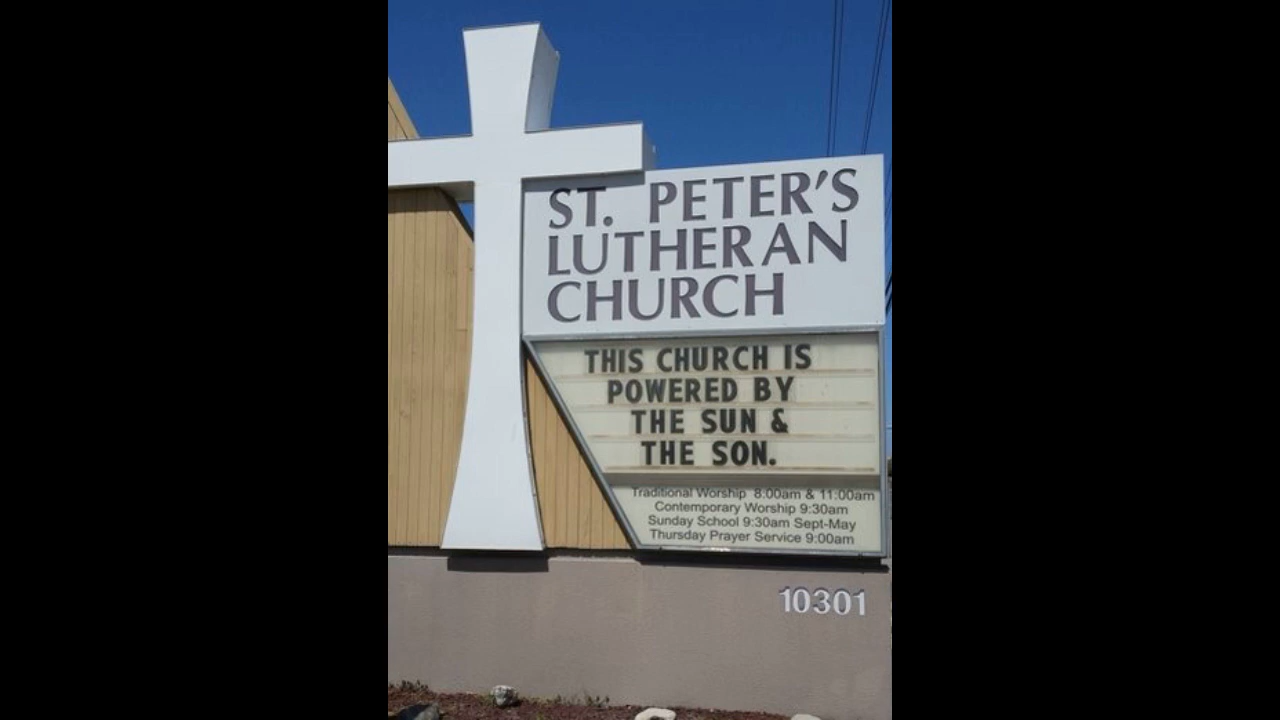 ST. PETER'S
LUTHERAN
CHURCH
THIS CHURCH IS
POWERED BY
THE SUN &
THE SON.
Traditional Worship 8:00am & 11:00am
Contemporary Worship 9:30am
Sunday School 9:30am Sept-May
Thursday Prayer Service 9:00am
10301